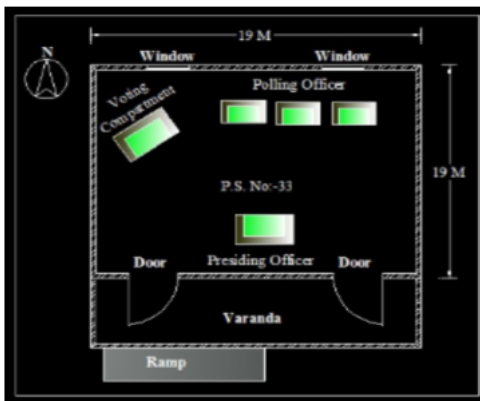 19 M
N
Window
Window
Voting
Compartment
Polling Officer
19 M
P.S. No:-33
Presiding Officer
Door
Door
Varanda
Ramp